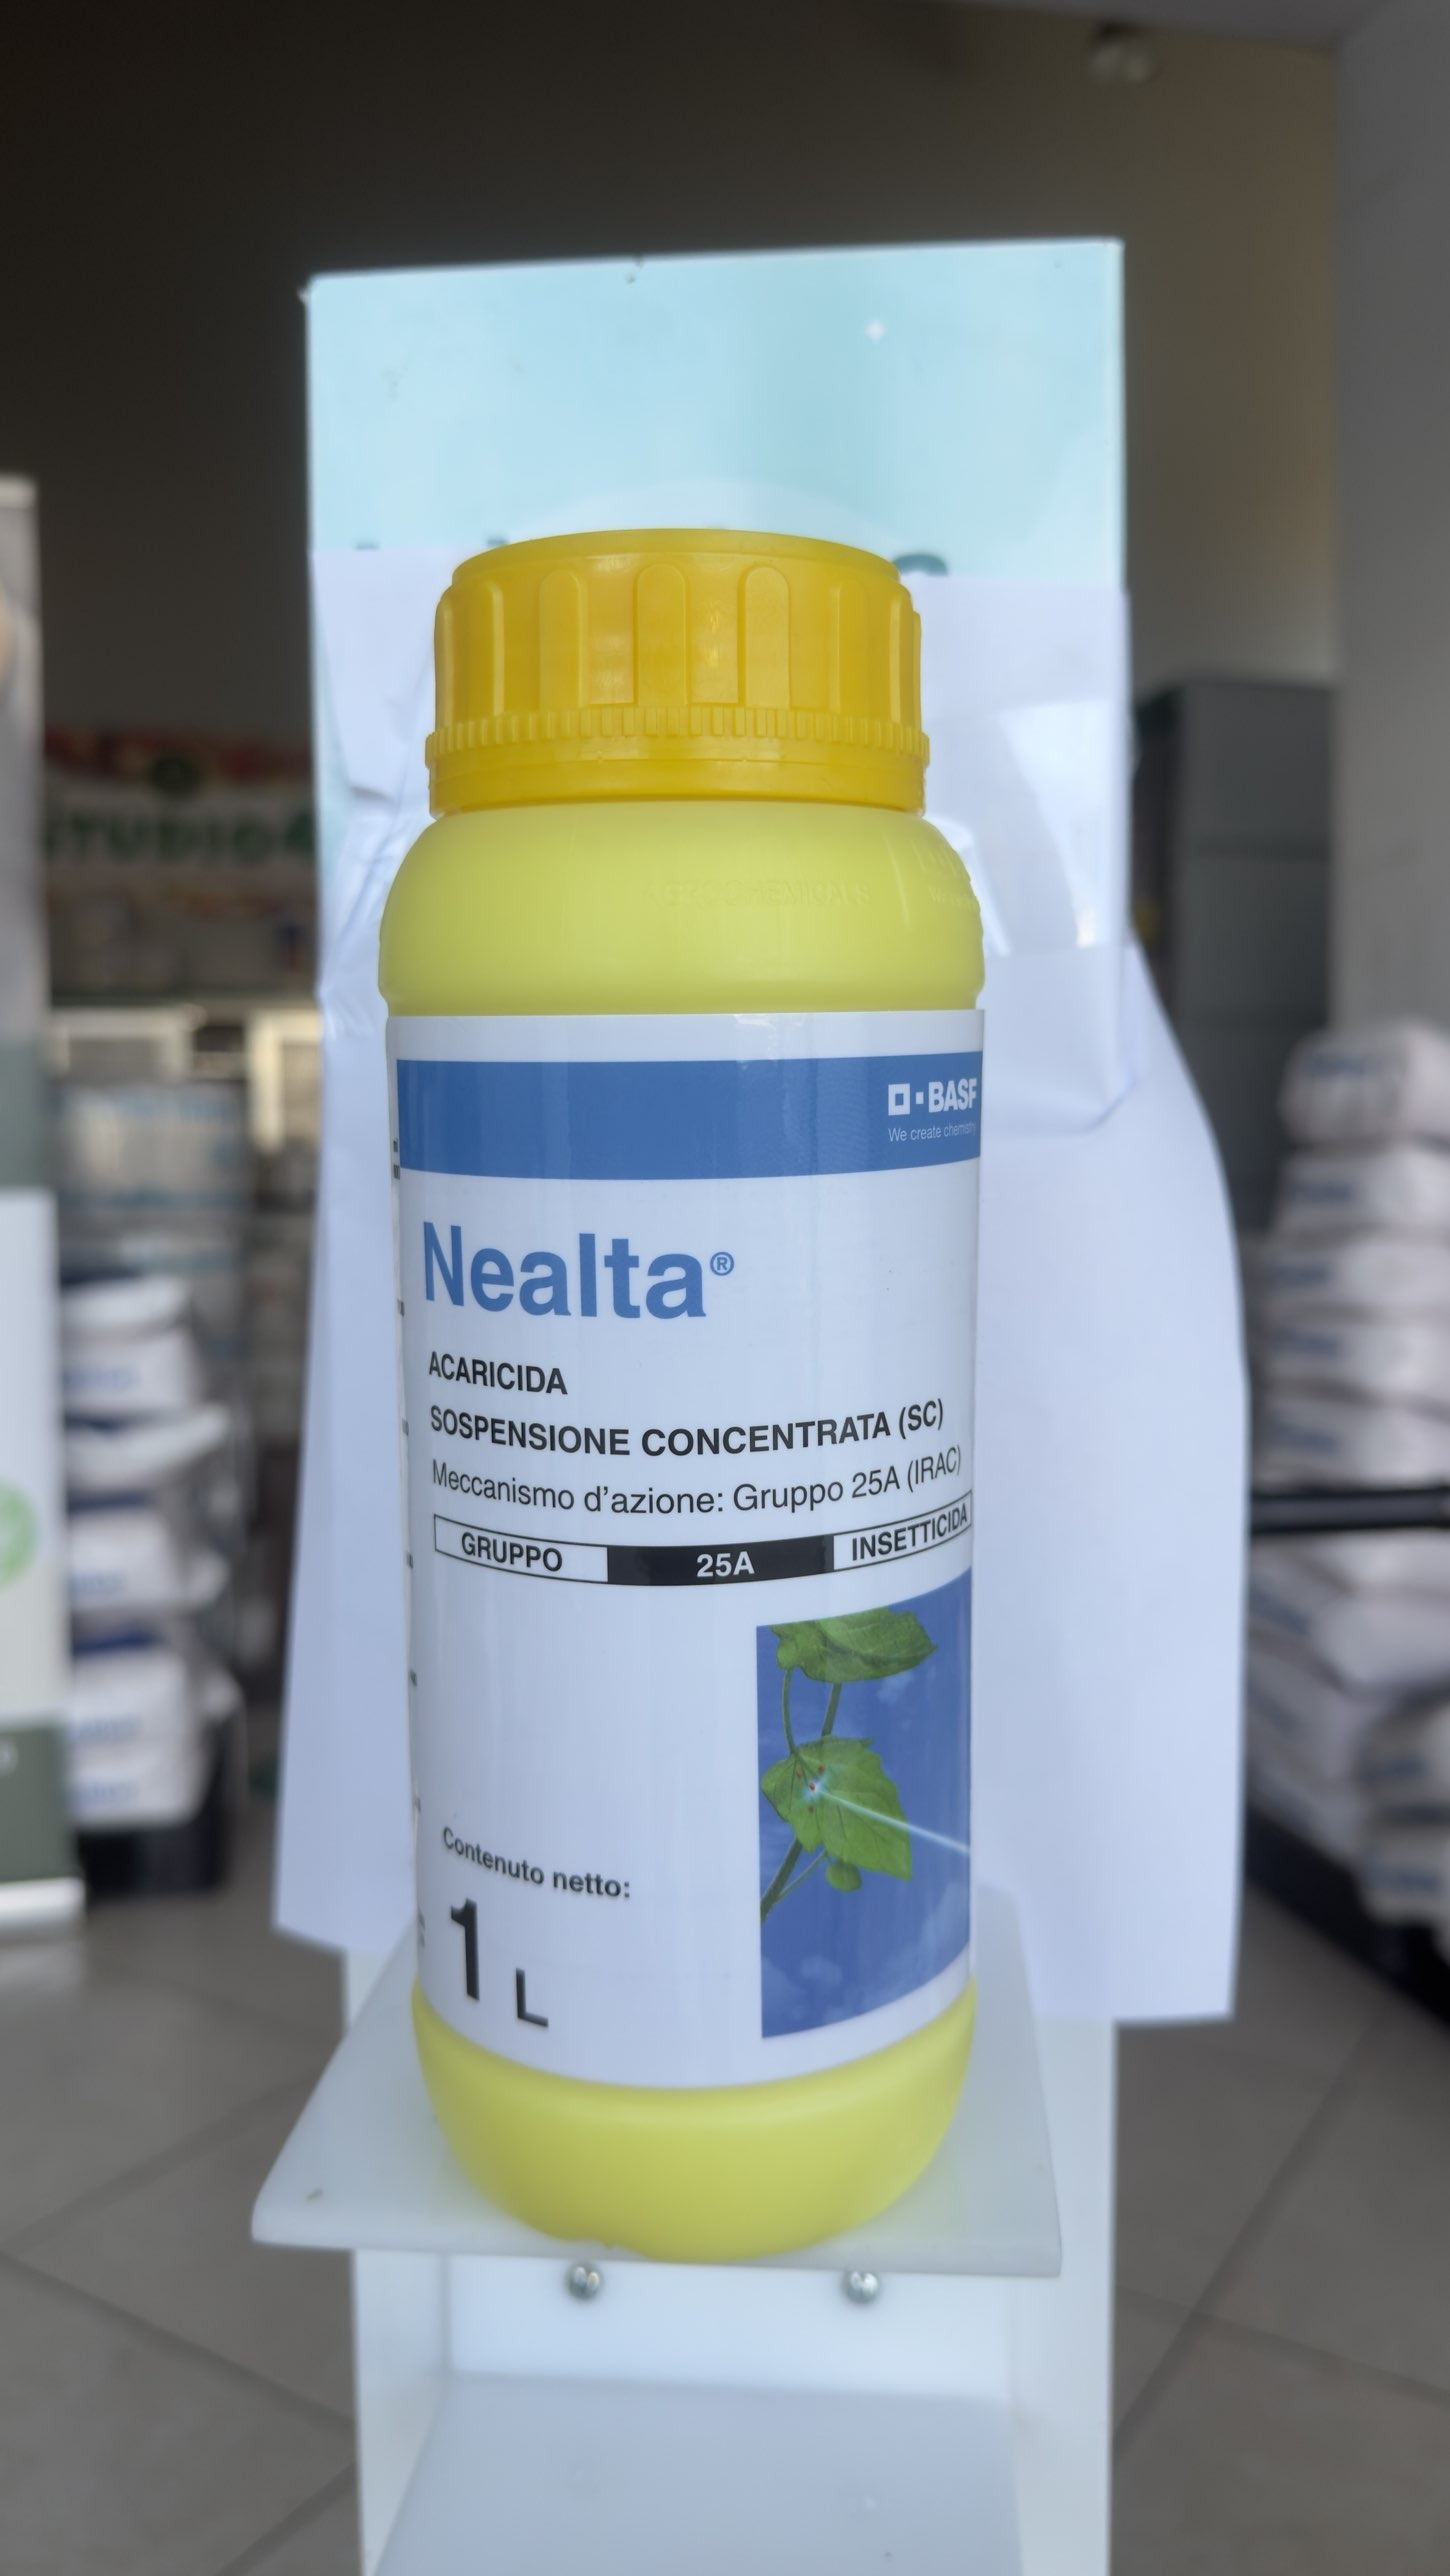 AGROCHEMICALS
BASF
We create chemistry
Nealta®
ACARICIDA
SOSPENSIONE CONCENTRATA (SC)
Meccanismo d'azione: Gruppo 25A (IRAC)
GRUPPO 25A INSETTICIDA
Contenuto netto:
1 L